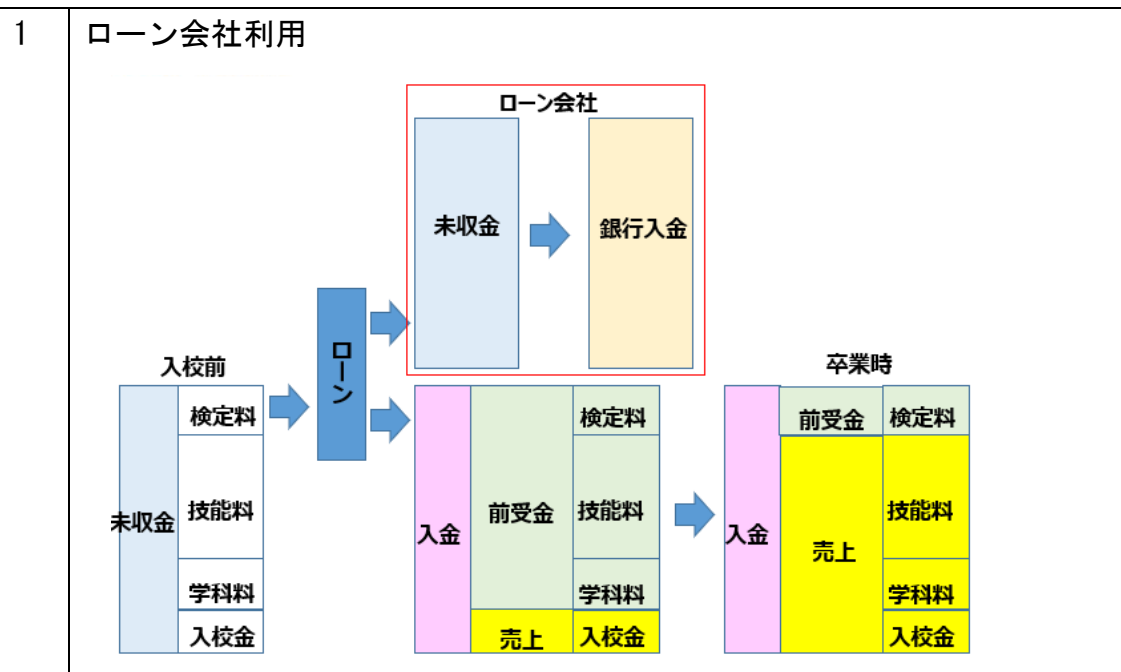 1
ローン会社利用
ローン会社
未収金
銀行入金
ローン
入校前
卒業時
未収金
検定料
技能料
学科料
入校金
入金
前受金
売上
検定料
技能料
学科料
入校金
入金
前受金
売上
検定料
技能料
学科料
入校金